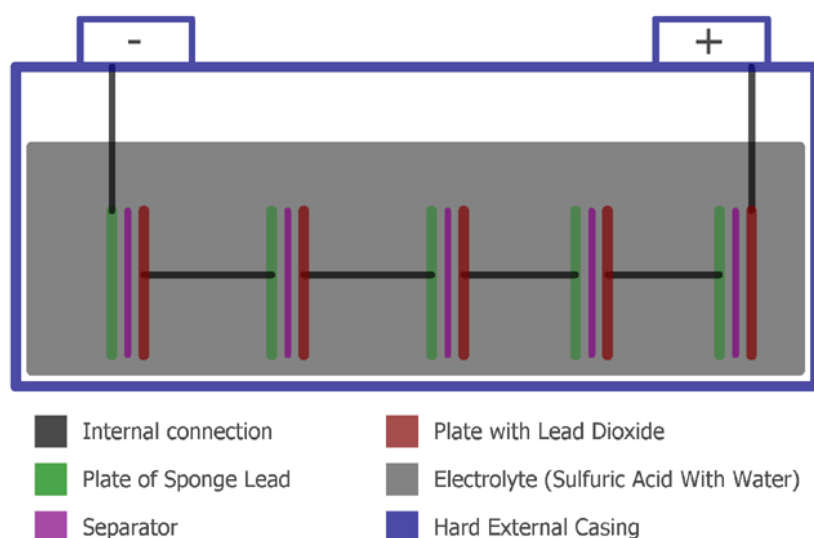 -
+
Internal connection
Plate with Lead Dioxide
Plate of Sponge Lead
Electrolyte (Sulfuric Acid With Water)
Separator
Hard External Casing